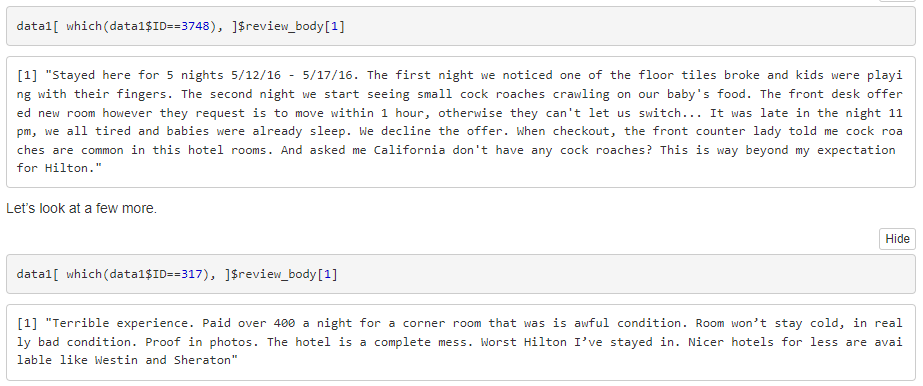 data1[ which(data1$ID==3748), ]$review_body[1]
[1] "Stayed here for 5 nights 5/12/16 - 5/17/16. The first night we noticed one of the floor tiles broke and kids were playi
ng with their fingers. The second night we start seeing small cock roaches crawling on our baby's food. The front desk offer
ed new room however they request is to move within 1 hour, otherwise they can't let us switch... It was late in the night 11
pm, we all tired and babies were already sleep. We decline the offer. When checkout, the front counter lady told me cock roa
ches are common in this hotel rooms. And asked me California don't have any cock roaches? This is way beyond my expectation
for Hilton."
Let’s look at a few more.
Hide
data1[ which(data1$ID==317), ]$review_body[1]
[1] "Terrible experience. Paid over 400 a night for a corner room that was is awful condition. Room won’t stay cold, in real
ly bad condition. Proof in photos. The hotel is a complete mess. Worst Hilton I’ve stayed in. Nicer hotels for less are avai
lable like Westin and Sheraton"